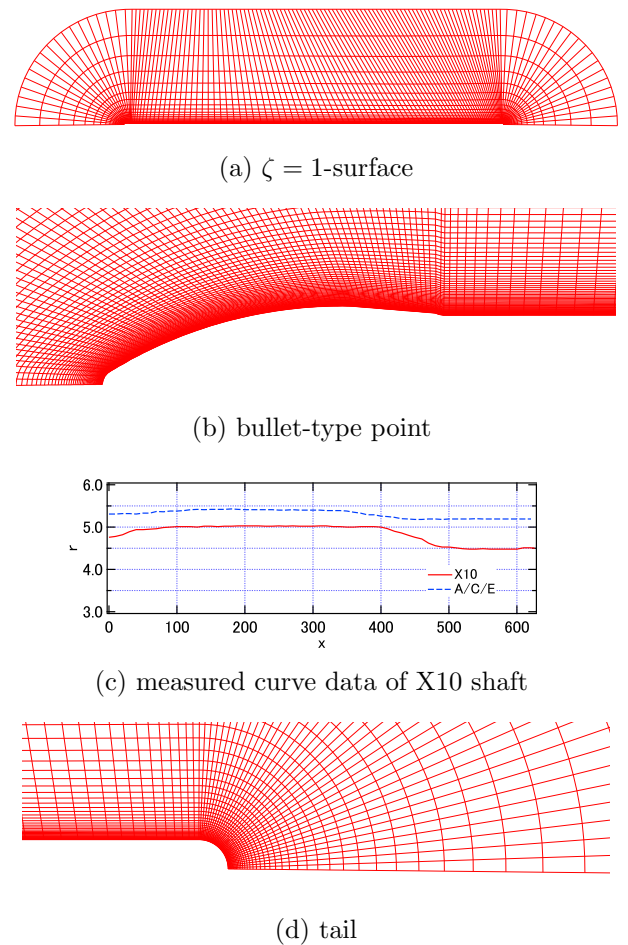 (a) ζ = 1-surface
(b) bullet-type point
6.0
5.0
r
4.0
3.0
X10
A/C/E
0 100 200 300 400 500 600
x
(c) measured curve data of X10 shaft
(d) tail